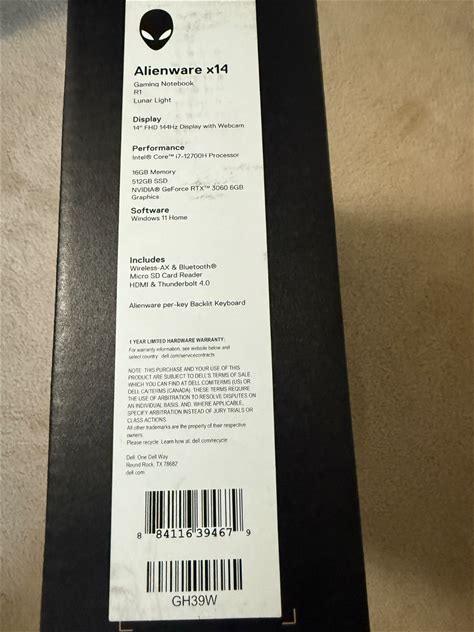 Alienware x14
Gaming Notebook
R1
Lunar Light
Display
14" FHD 144Hz Display with Webcam
Performance
Intel® Core™ i7-12700H Processor
16GB Memory
512GB SSD
NVIDIA® GeForce RTX™ 3060 6GB
Graphics
Software
Windows 11 Home
Includes
Wireless-AX & Bluetooth®
Micro SD Card Reader
HDMI & Thunderbolt 4.0
Alienware per-key Backlit Keyboard
1 YEAR LIMITED HARDWARE WARRANTY:
For warranty information, see website below and
select country: dell.com/servicecontracts
NOTE: THIS PURCHASE AND YOUR USE OF THIS
PRODUCT ARE SUBJECT TO DELL'S TERMS OF SALE,
WHICH YOU CAN FIND AT DELL.COM/TERMS (US) OR
DELL.CA/TERMS (CANADA). THESE TERMS REQUIRE
THE USE OF ARBITRATION TO RESOLVE DISPUTES ON
AN INDIVIDUAL BASIS. AND, WHERE APPLICABLE,
SPECIFY ARBITRATION INSTEAD OF JURY TRIALS OR
CLASS ACTIONS.
All other trademarks are the property of their respective
owners.
Please recycle. Learn how at: dell.com/recycle
Dell: One Dell Way
Round Rock, TX 78682
dell.com
8 84116 39467 9
GH39W